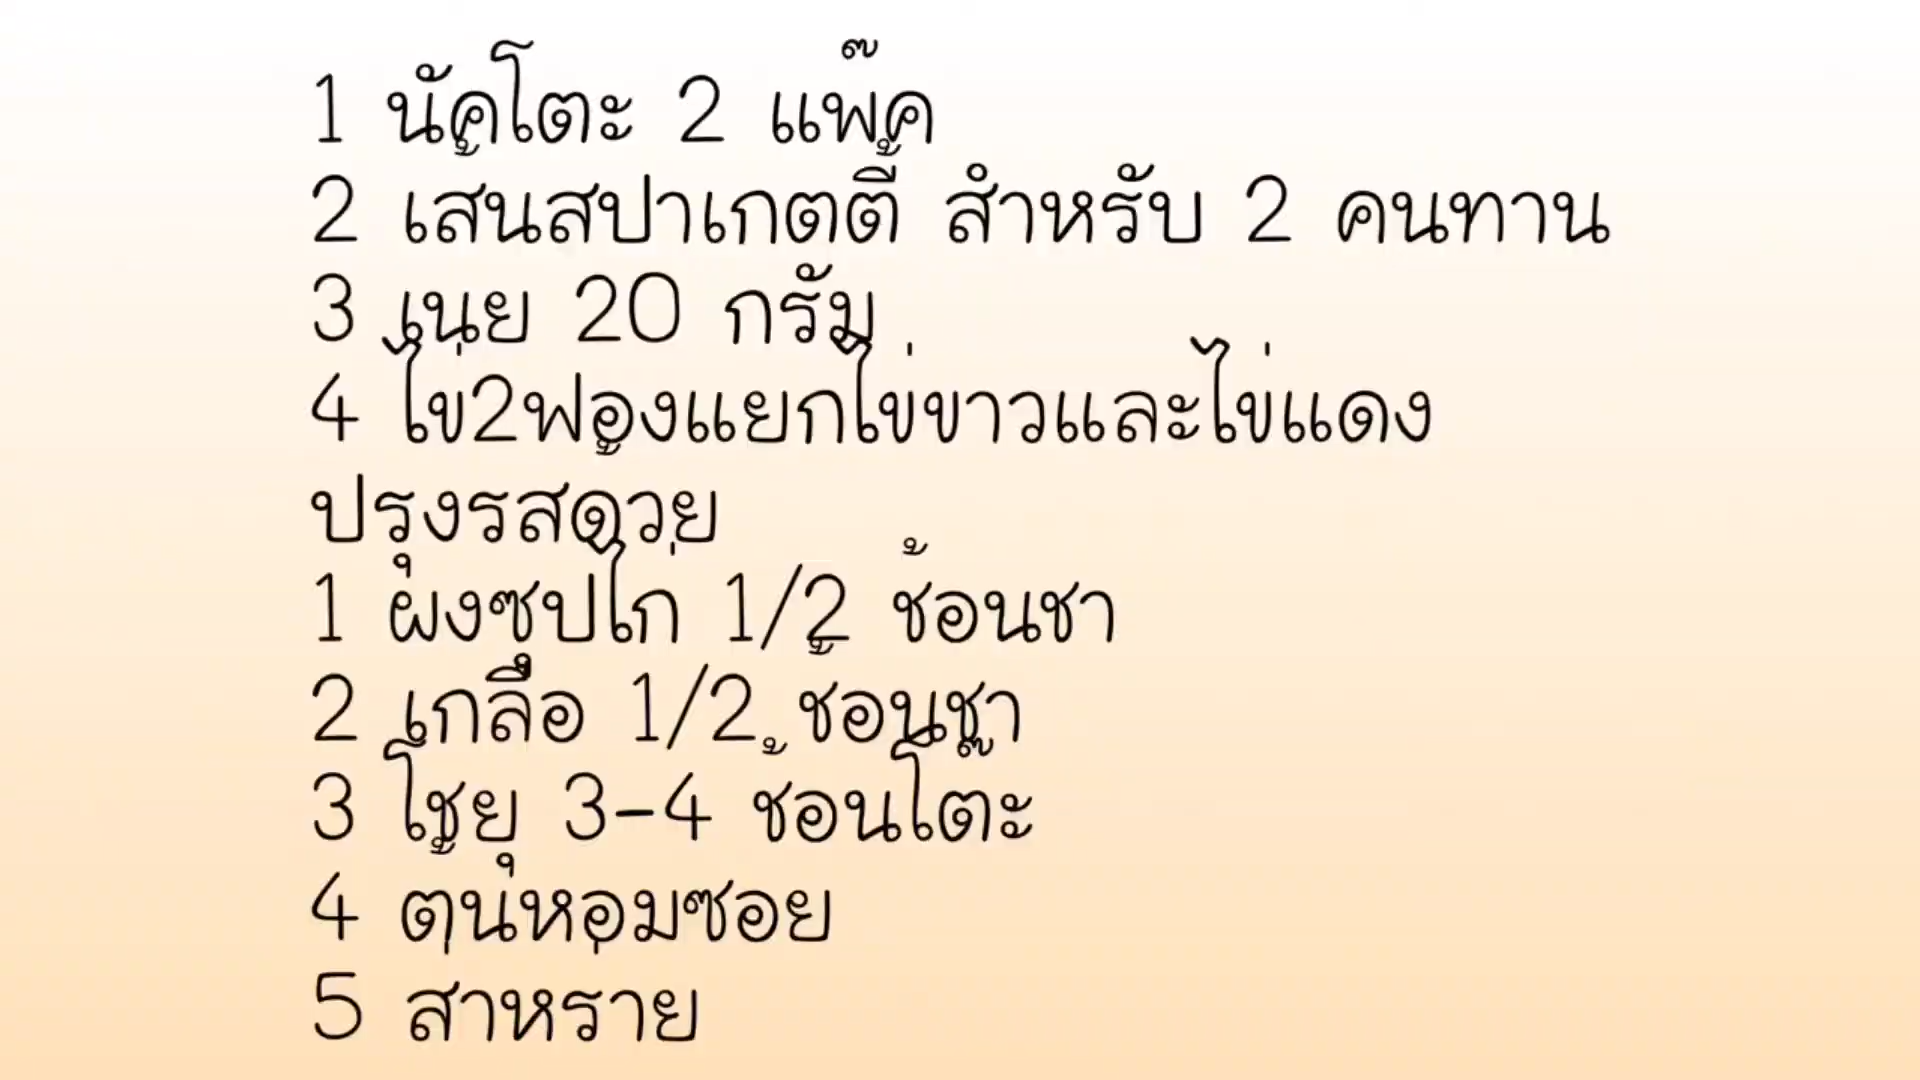 1 นัคโตะ 2 แพ๊ค
2 เส้นสปาเกตตี้ สำหรับ 2 คนทาน
3 เนย 20 กรัม
4 ไข่2ฟองแยกไข่ขาวและไข่แดง
ปรุงรสด้วย
1 ผงซุปไก่ 1/2 ช้อนชา
2 เกลือ 1/2 ช้อนชา
3 โชยุ 3-4 ช้อนโต๊ะ
4 ต้นหอมซอย
5 สาหร่าย